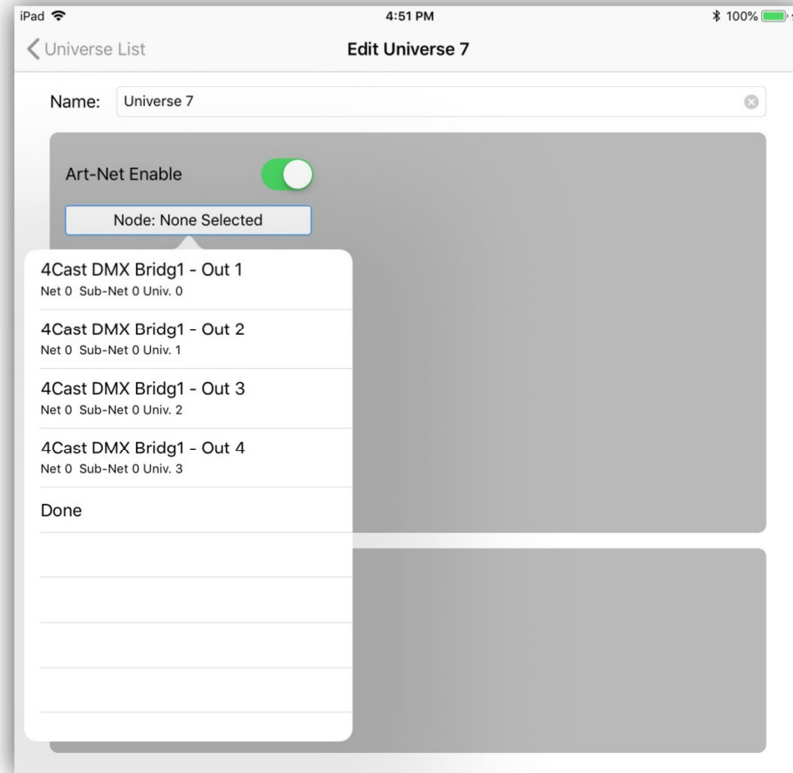 iPad 4:51 PM 100%
Universe List Edit Universe 7
Name: Universe 7
Art-Net Enable
Node: None Selected
4Cast DMX Bridg1 - Out 1
Net 0 Sub-Net 0 Univ. 0
4Cast DMX Bridg1 - Out 2
Net 0 Sub-Net 0 Univ. 1
4Cast DMX Bridg1 - Out 3
Net 0 Sub-Net 0 Univ. 2
4Cast DMX Bridg1 - Out 4
Net 0 Sub-Net 0 Univ. 3
Done